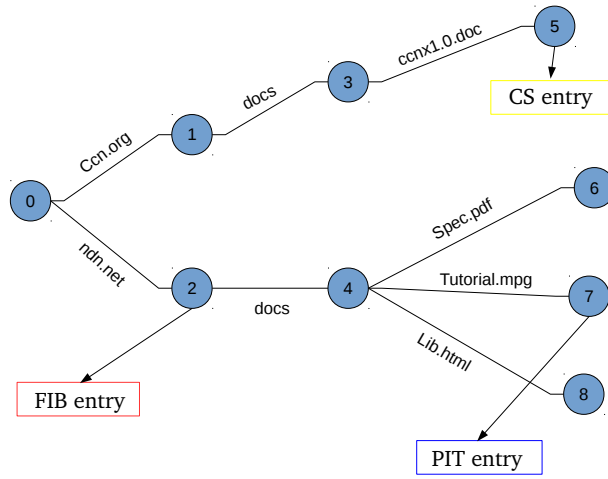 5
ccnx1.0.doc
3
docs
CS entry
1
Ccn.org
0
6
Spec.pdf
ndn.net
2
docs
4
Tutorial.mpg
7
Lib.html
8
FIB entry
PIT entry